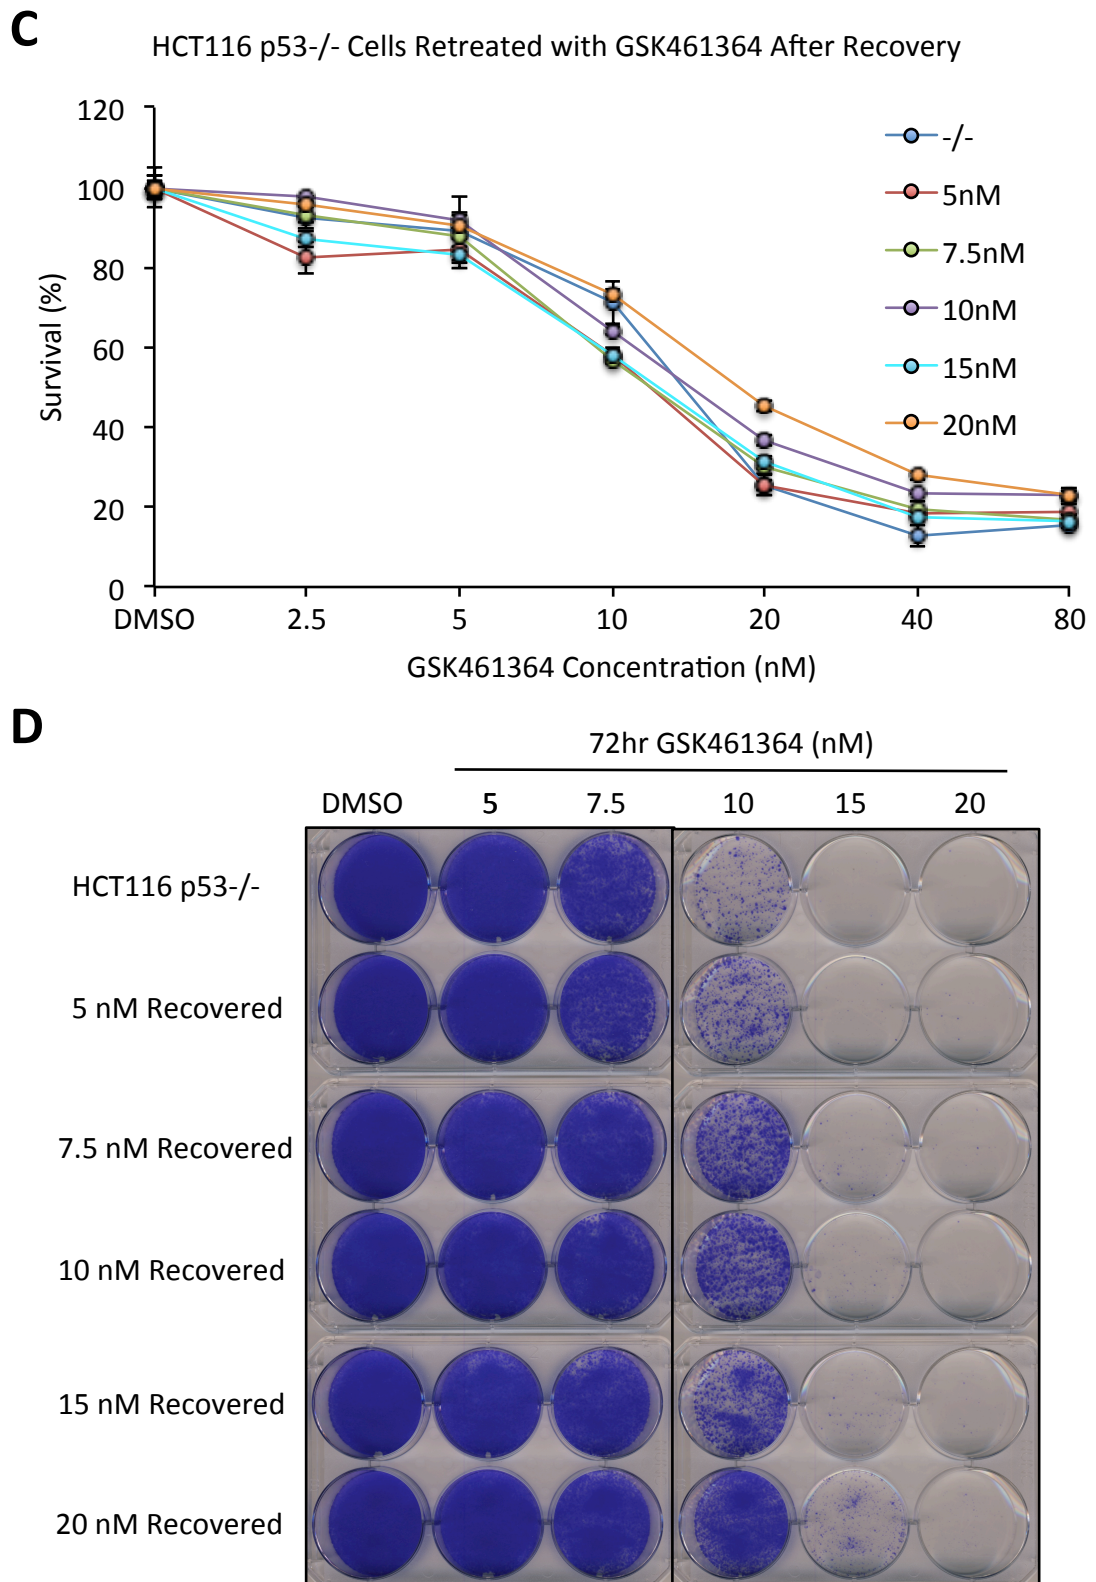 C
HCT116 p53-/- Cells Retreated with GSK461364 After Recovery
120
100
80
60
40
20
0
Survival (%)
-/-
5nM
7.5nM
10nM
15nM
20nM
DMSO 2.5 5 10 20 40 80
GSK461364 Concentration (nM)
D
72hr GSK461364 (nM)
DMSO 5 7.5 10 15 20
HCT116 p53-/-
5 nM Recovered
7.5 nM Recovered
10 nM Recovered
15 nM Recovered
20 nM Recovered